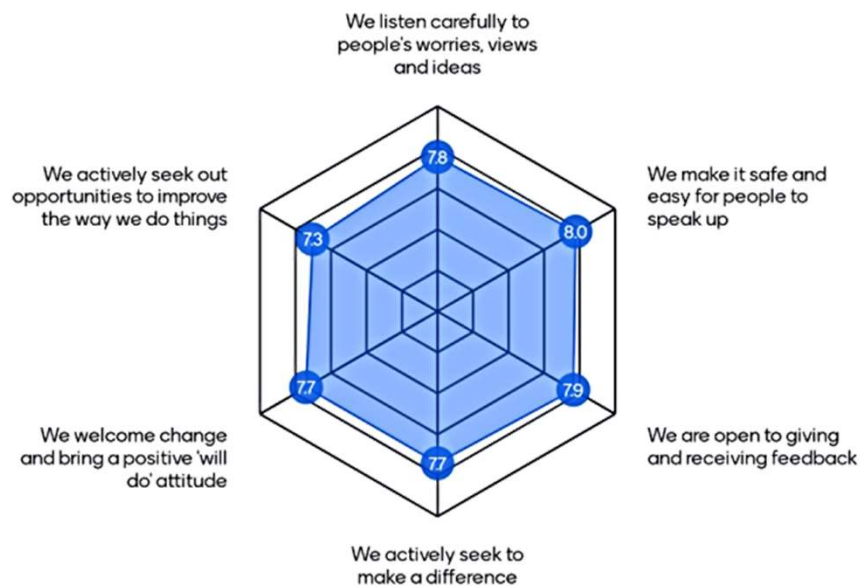 We listen carefully to
people's worries, views
and ideas
7.8
We actively seek out
opportunities to improve
the way we do things
7.3
We make it safe and
easy for people to
speak up
8.0
We welcome change
and bring a positive 'will
do' attitude
7.7
We are open to giving
and receiving feedback
7.9
7.7
We actively seek to
make a difference